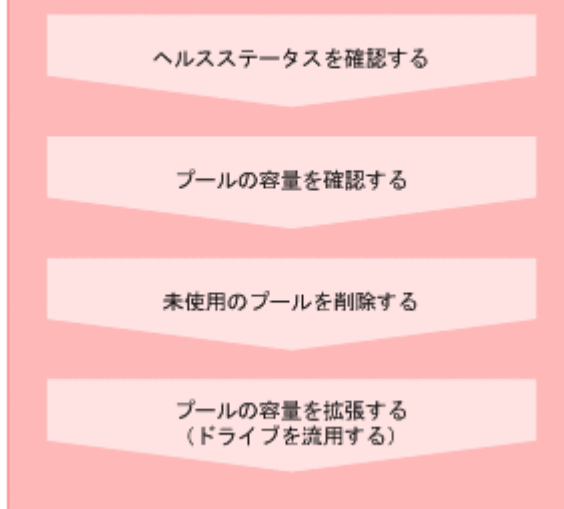 ヘルスステータスを確認する
プールの容量を確認する
未使用のプールを削除する
プールの容量を拡張する
（ドライブを流用する）